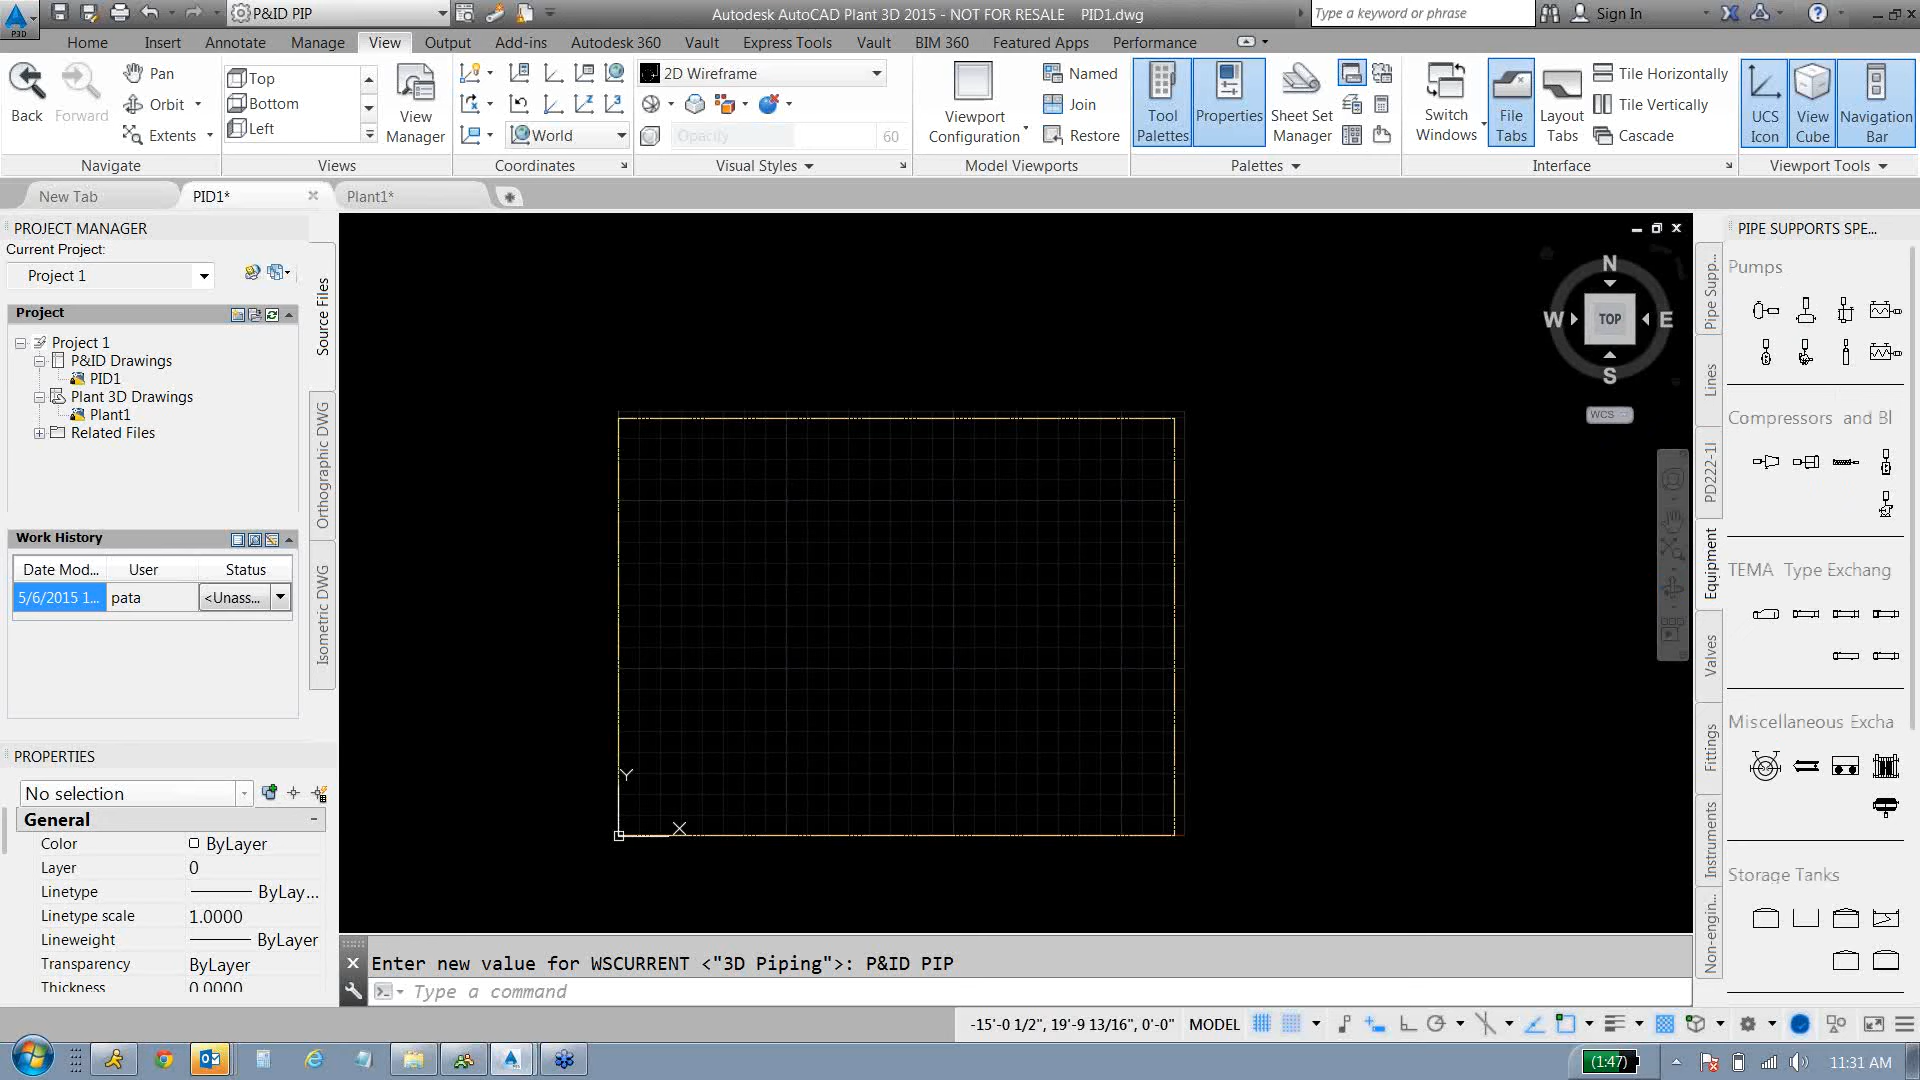 P3D
P&ID PIP
Autodesk AutoCAD Plant 3D 2015 - NOT FOR RESALE PID1.dwg
Type a keyword or phrase
Sign In
Home Insert Annotate Manage View Output Add-ins Autodesk 360 Vault Express Tools Vault BIM 360 Featured Apps Performance
Back
Forward
Pan
Orbit
Extents
Navigate
Top
Bottom
Left
View
Manager
Views
World
Coordinates
2D Wireframe
Opacity 60
Visual Styles
Viewport
Configuration
Named
Join
Restore
Model Viewports
Tool
Palettes
Properties
Sheet Set
Manager
Palettes
Switch
Windows
File
Tabs
Layout
Tabs
Tile Horizontally
Tile Vertically
Cascade
Interface
UCS
Icon
View
Cube
Navigation
Bar
Viewport Tools
New Tab PID1* Plant1*
PROJECT MANAGER
Current Project:
Project 1
Project
Project 1
P&ID Drawings
PID1
Plant 3D Drawings
Plant1
Related Files
Source Files
Orthographic DWG
Isometric DWG
Work History
Date Mod... User Status
5/6/2015 1... pata <Unass...
PROPERTIES
No selection
General
Color ByLayer
Layer 0
Linetype ByLay...
Linetype scale 1.0000
Lineweight ByLayer
Transparency ByLayer
Thickness 0.0000
Y
X
N
W TOP E
S
WCS
Enter new value for WSCURRENT <"3D Piping">: P&ID PIP
Type a command
PIPE SUPPORTS SPE...
Pumps
Compressors and Bl
TEMA Type Exchang
Miscellaneous Excha
Storage Tanks
Pipe Supp...
Lines
PD222-1I
Equipment
Valves
Fittings
Instruments
Non-engin...
-15'-0 1/2", 19'-9 13/16", 0'-0" MODEL
(1:47)
11:31 AM